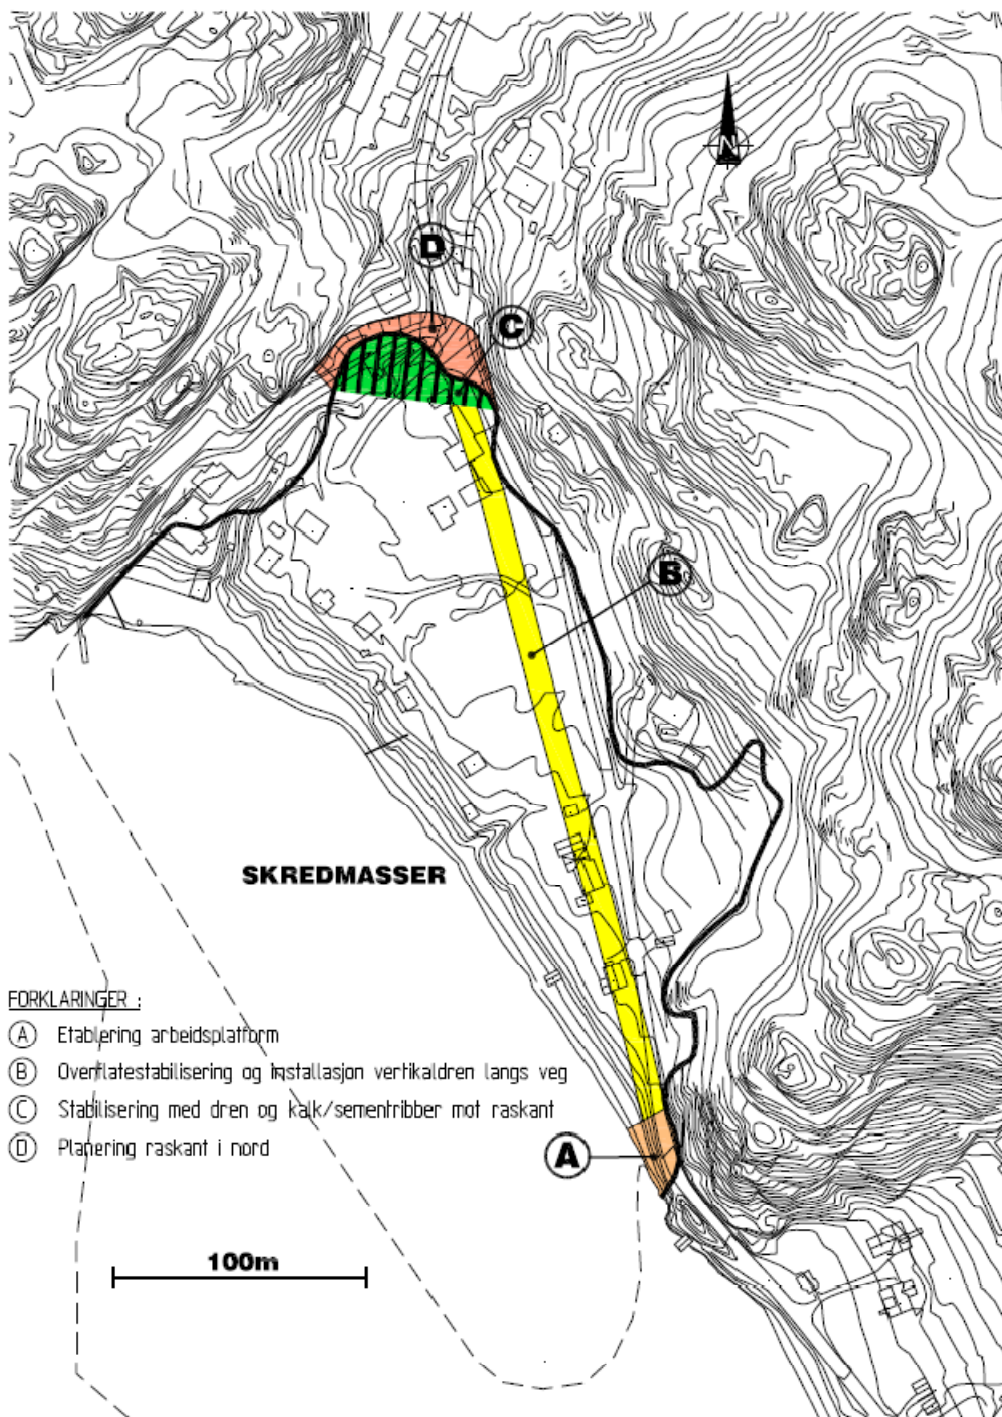 N
D
C
B
SKREDMASSER
FORKLARINGER :
A Etablering arbeidsplatform
B Overflatestabilisering og installasjon vertikaldren langs veg
C Stabilisering med dren og kalk/sementribber mot raskant
D Planering raskant i nord
A
100m